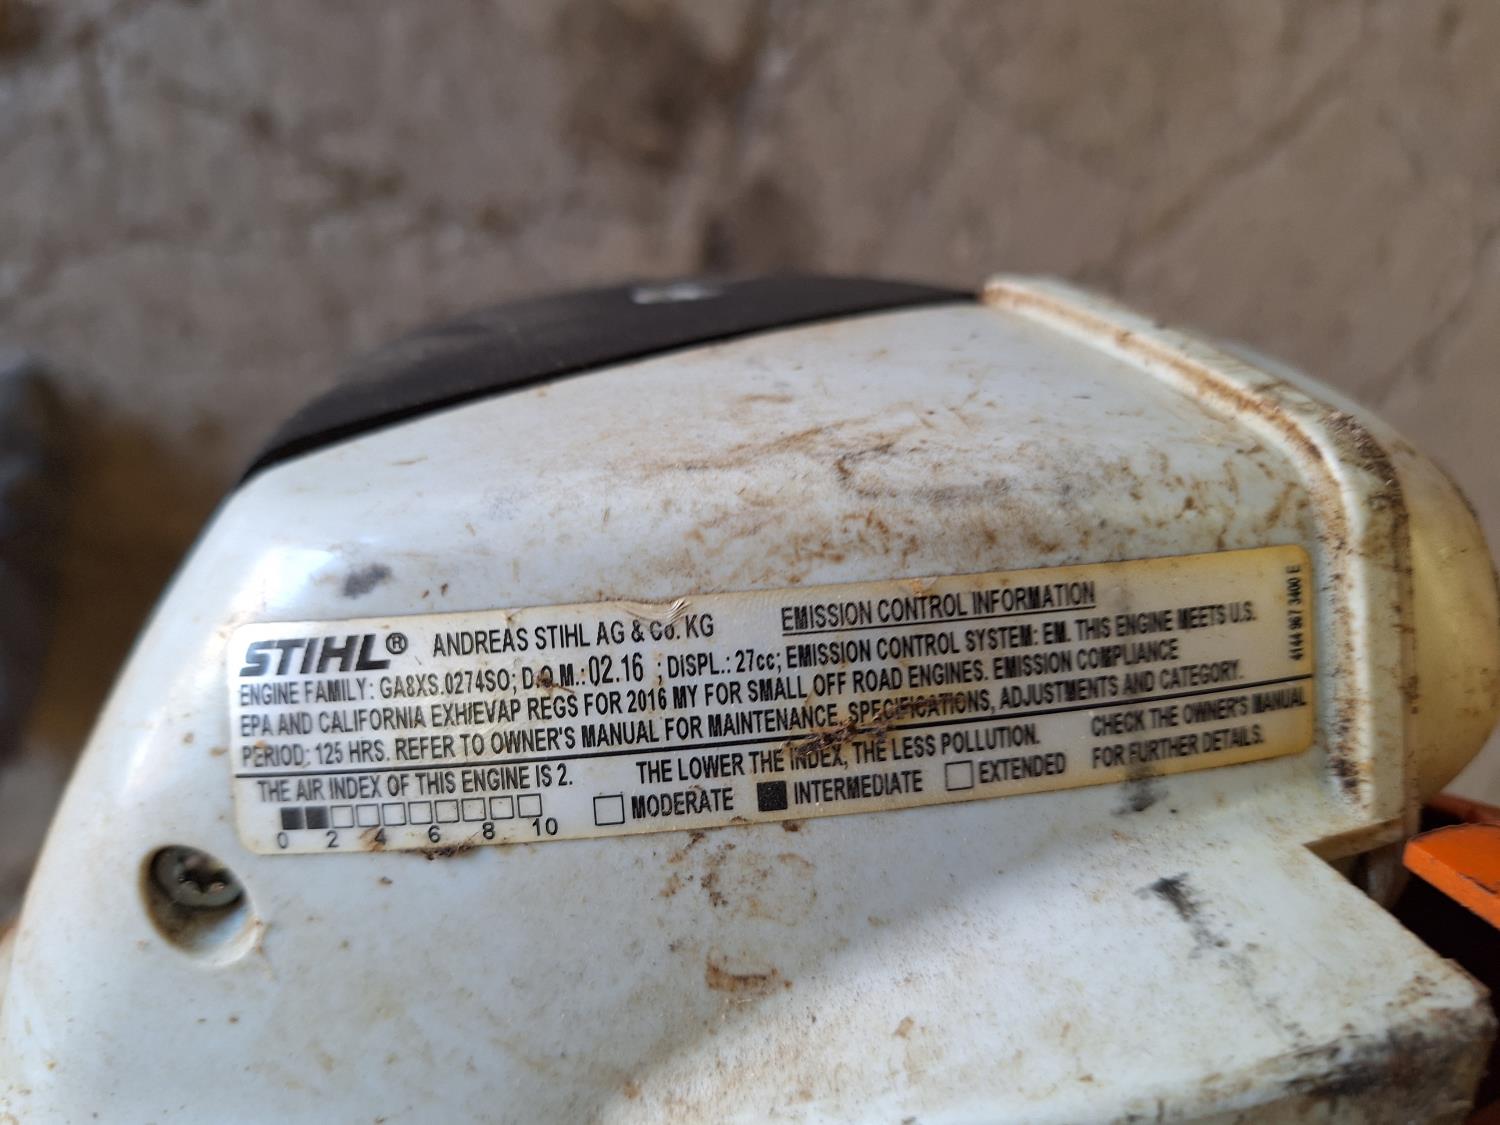 STIHL® ANDREAS STIHL AG & Co. KG EMISSION CONTROL INFORMATION
ENGINE FAMILY: GA8XS.0274SO; D.O.M.: 02.16 ; DISPL.: 27cc; EMISSION CONTROL SYSTEM: EM. THIS ENGINE MEETS U.S.
EPA AND CALIFORNIA EXH/EVAP REGS FOR 2016 MY FOR SMALL OFF ROAD ENGINES. EMISSION COMPLIANCE
PERIOD: 125 HRS. REFER TO OWNER'S MANUAL FOR MAINTENANCE, SPECIFICATIONS, ADJUSTMENTS AND CATEGORY.
THE AIR INDEX OF THIS ENGINE IS 2. THE LOWER THE INDEX, THE LESS POLLUTION. CHECK THE OWNER'S MANUAL
MODERATE INTERMEDIATE EXTENDED FOR FURTHER DETAILS.
0 2 4 6 8 10
4144 967 3400 E